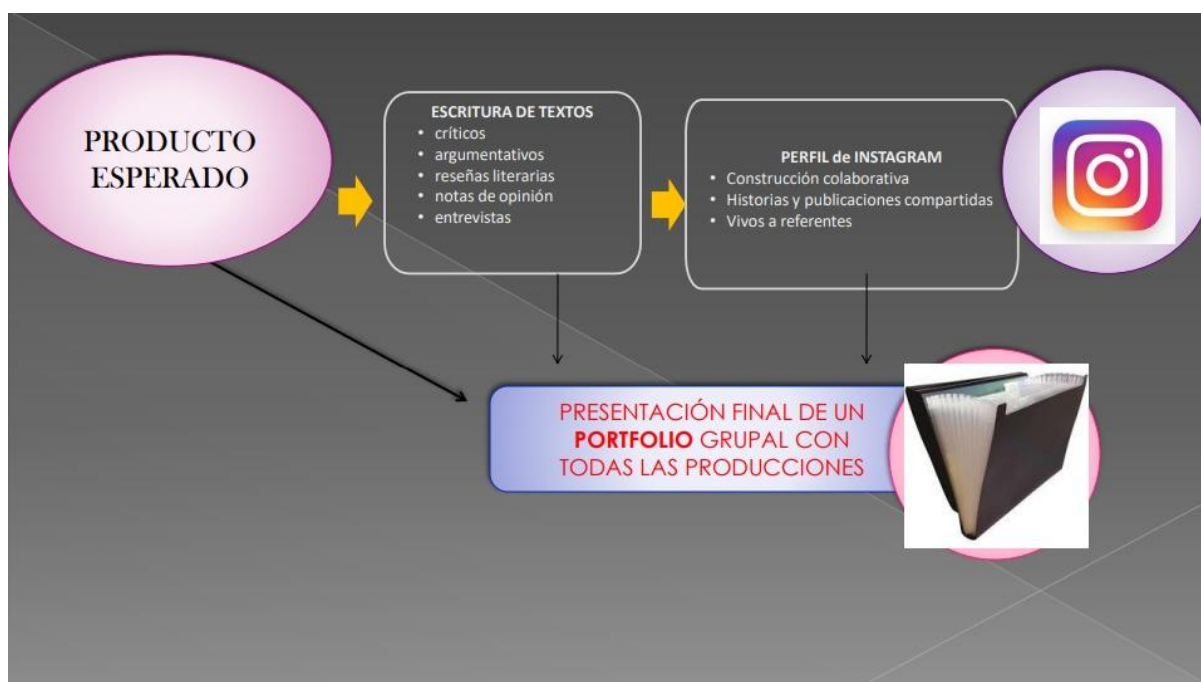 PRODUCTO
ESPERADO
ESCRITURA DE TEXTOS
• críticos
• argumentativos
• reseñas literarias
• notas de opinión
• entrevistas
PERFIL de INSTAGRAM
• Construcción colaborativa
• Historias y publicaciones compartidas
• Vivos a referentes
PRESENTACIÓN FINAL DE UN
PORTFOLIO GRUPAL CON
TODAS LAS PRODUCCIONES